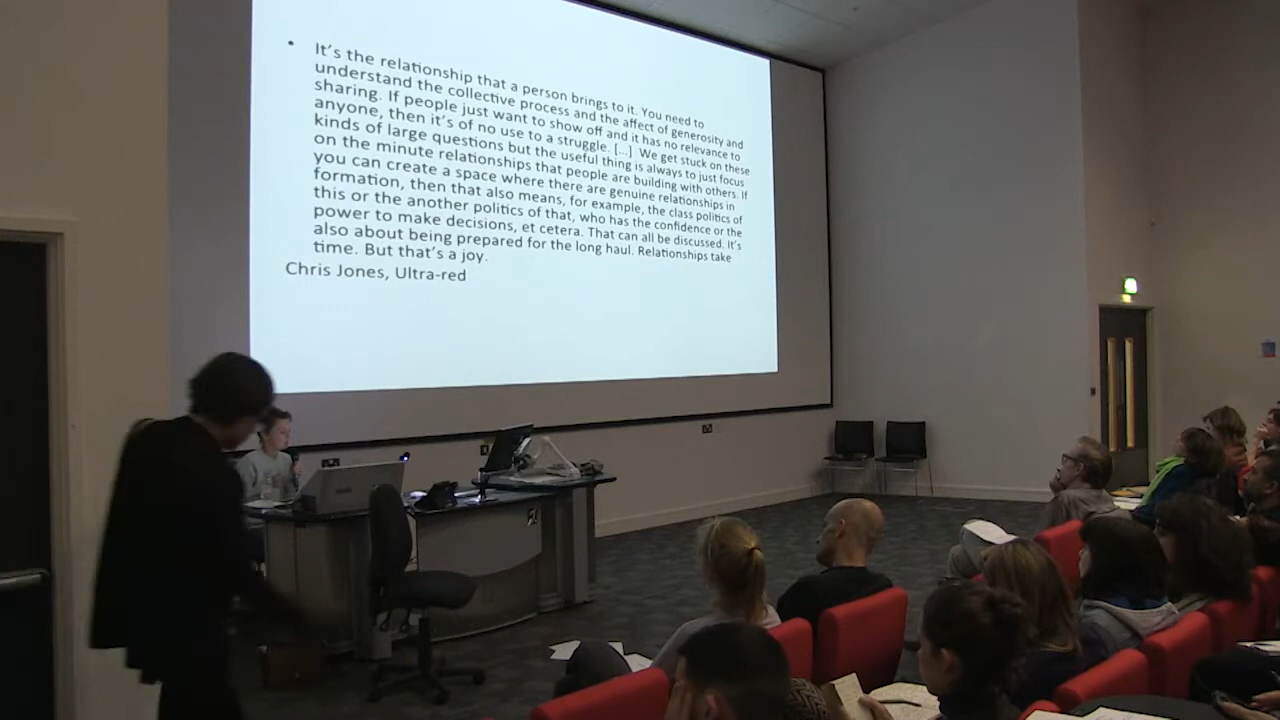 • It's the relationship that a person brings to it. You need to
understand the collective process and the affect of generosity and
sharing. If people just want to show off and it has no relevance to
anyone, then it's of no use to a struggle. [...] We get stuck on these
kinds of large questions but the useful thing is always to just focus
on the minute relationships that people are building with others. If
you can create a space where there are genuine relationships in
formation, then that also means, for example, the class politics of
this or the another politics of that, who has the confidence or the
power to make decisions, et cetera. That can all be discussed. It's
also about being prepared for the long haul. Relationships take
time. But that's a joy.
Chris Jones, Ultra-red